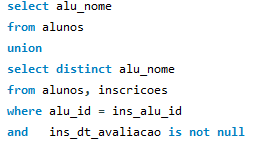 select alu_nome
from alunos
union
select distinct alu_nome
from alunos, inscricoes
where alu_id = ins_alu_id
and   ins_dt_avaliacao is not null